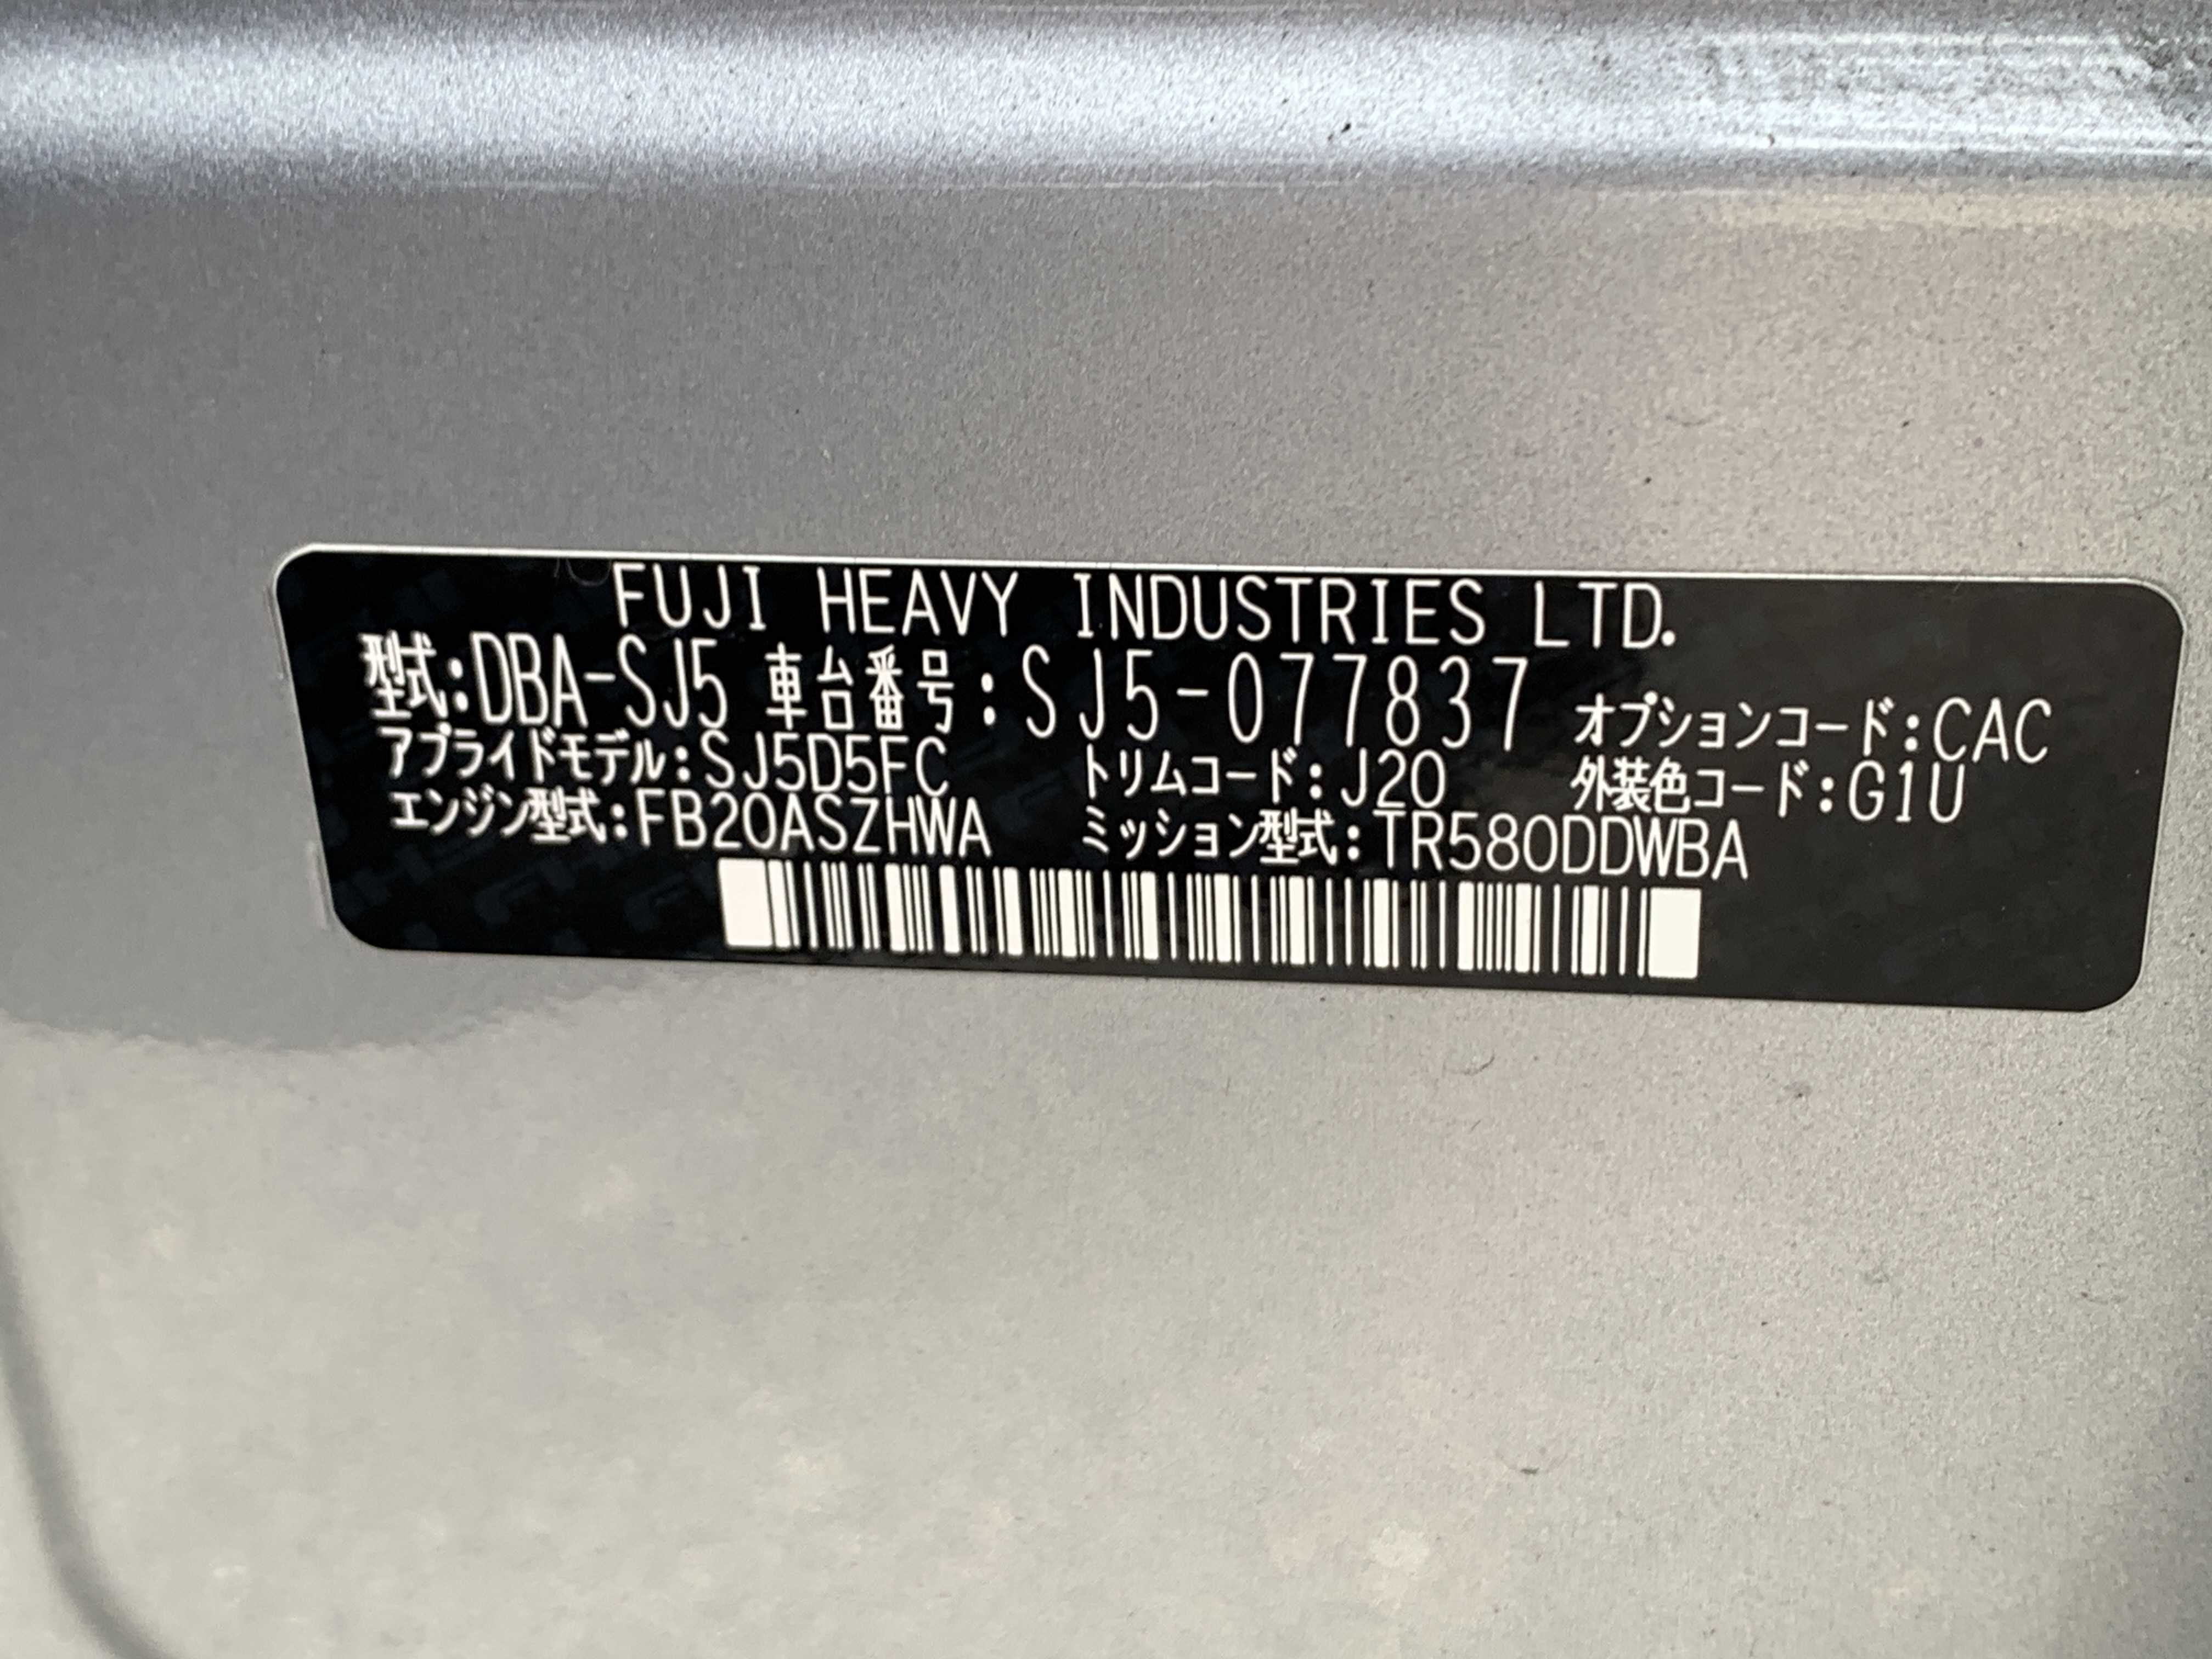 FUJI HEAVY INDUSTRIES LTD.
型式:DBA-SJ5 車台番号:SJ5-077837 オプションコード:CAC
アプライドモデル:SJ5D5FC トリムコード:J20 外装色コード:G1U
エンジン型式:FB20ASZHWA ミッション型式:TR580DDWBA